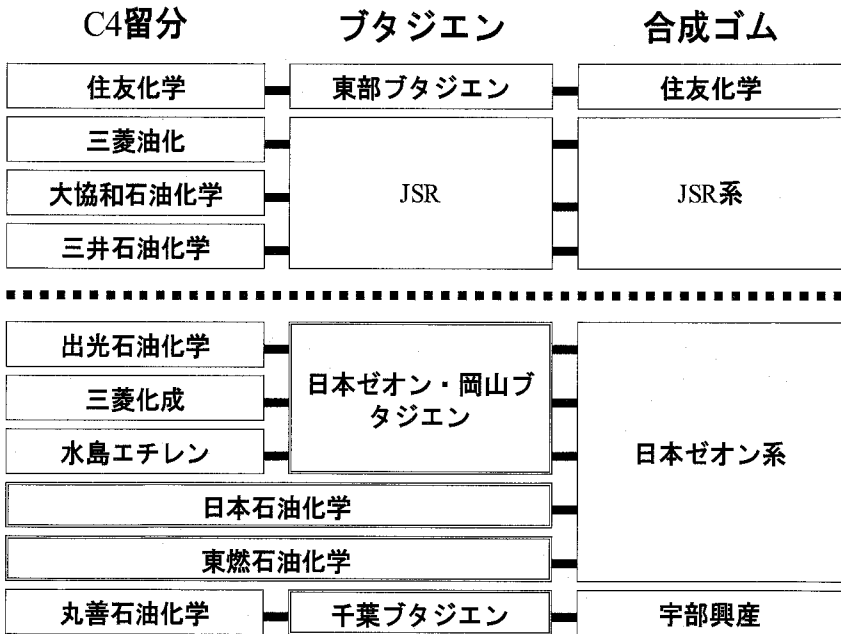 C4留分 ブタジエン 合成ゴム
住友化学 東部ブタジエン 住友化学
三菱油化
大協和石油化学 JSR JSR系
三井石油化学
出光石油化学
日本ゼオン・岡山ブ
三菱化成
タジエン
水島エチレン 日本ゼオン系
日本石油化学
東燃石油化学
丸善石油化学 千葉ブタジエン 宇部興産